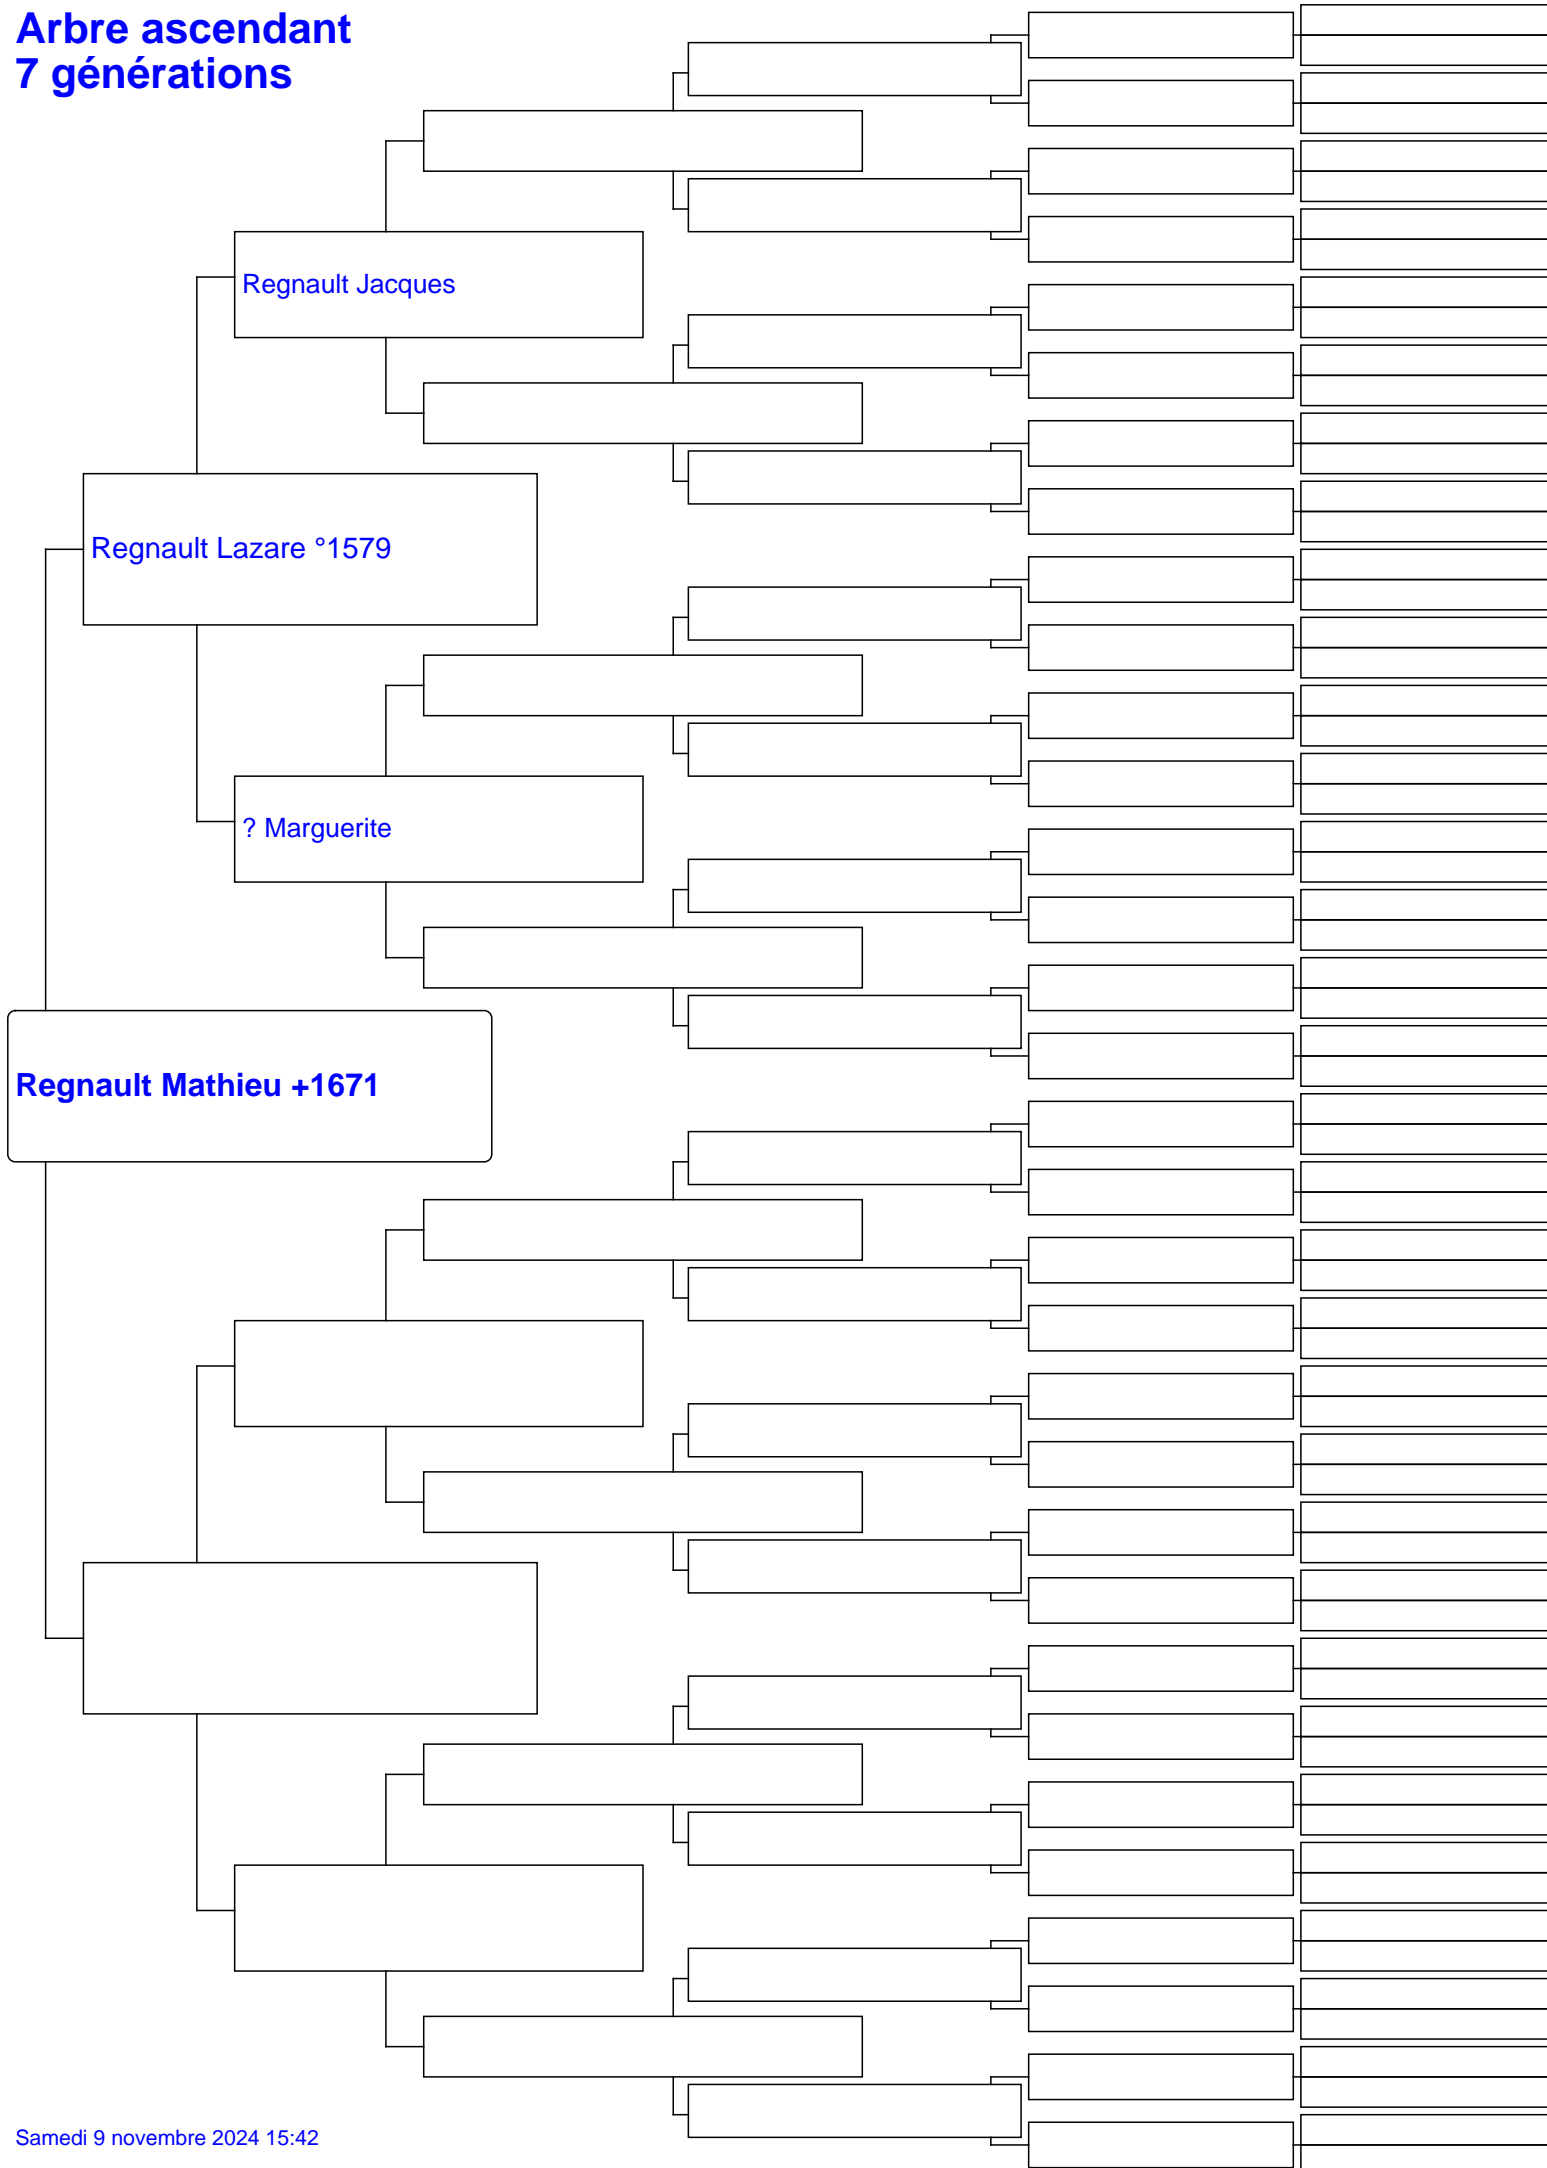 Arbre ascendant
7 générations
Regnault Jacques
Regnault Lazare °1579
? Marguerite
Regnault Mathieu +1671
Samedi 9 novembre 2024 15:42